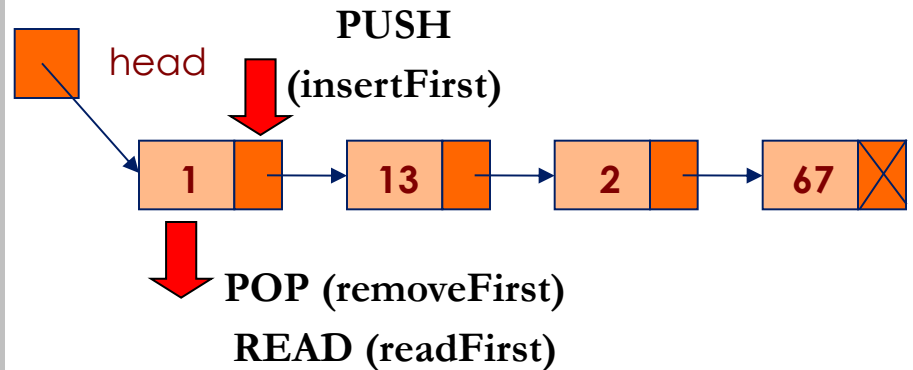 PUSH
head
(insertFirst)
1 13 2 67
POP (removeFirst)
READ (readFirst)